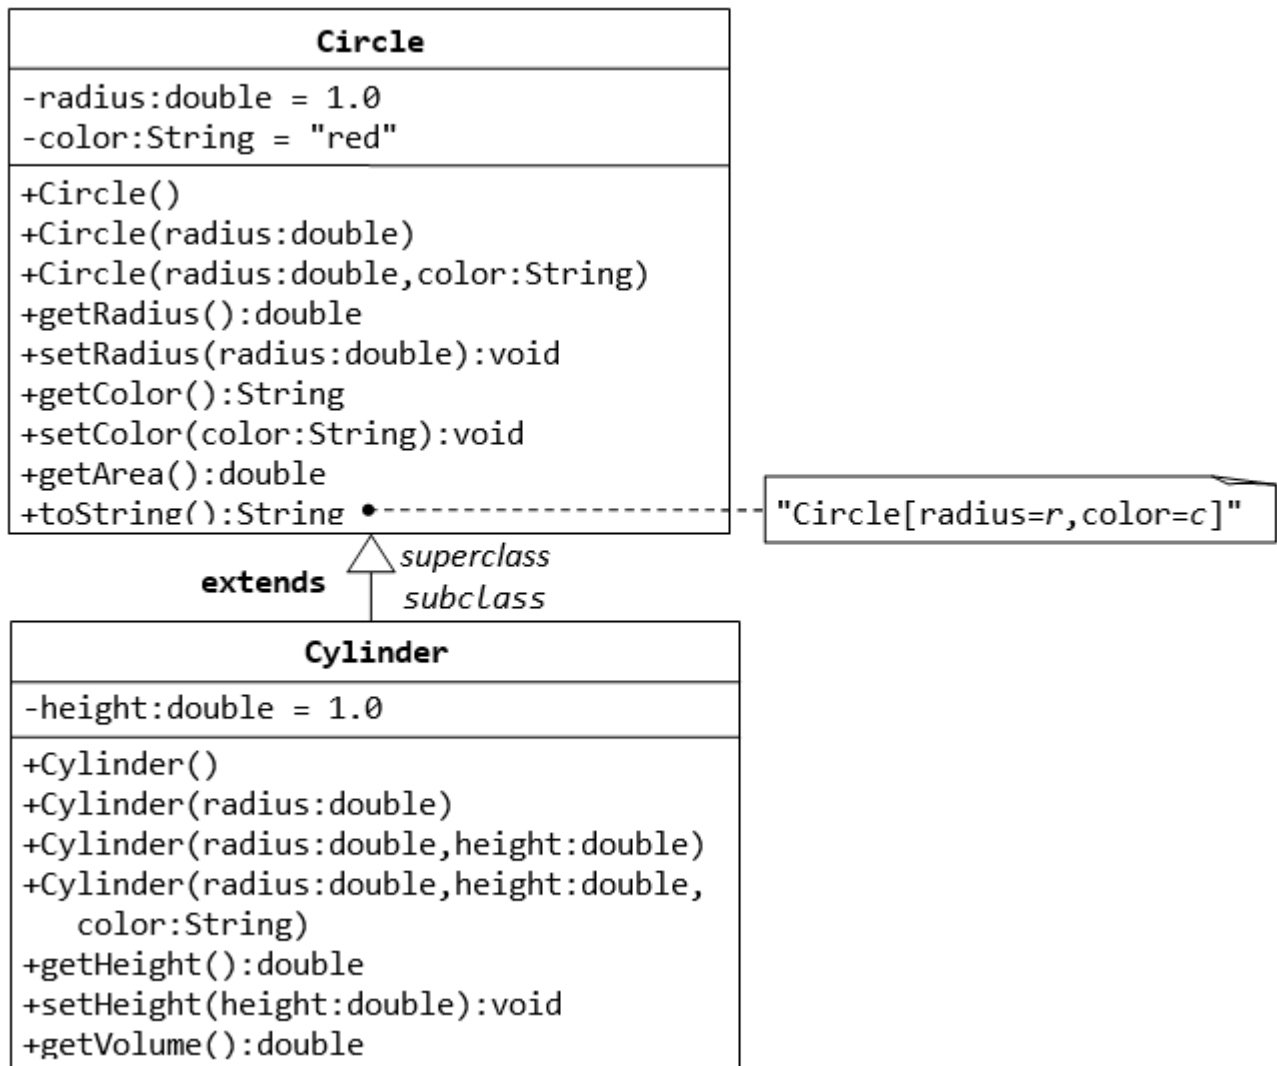 Circle
-radius:double = 1.0
-color:String = "red"
+Circle()
+Circle(radius:double)
+Circle(radius:double,color:String)
+getRadius():double
+setRadius(radius:double):void
+getColor():String
+setColor(color:String):void
+getArea():double
+toString():String
"Circle[radius=r,color=c]"
superclass
extends
subclass
Cylinder
-height:double = 1.0
+Cylinder()
+Cylinder(radius:double)
+Cylinder(radius:double,height:double)
+Cylinder(radius:double,height:double,
color:String)
+getHeight():double
+setHeight(height:double):void
+getVolume():double